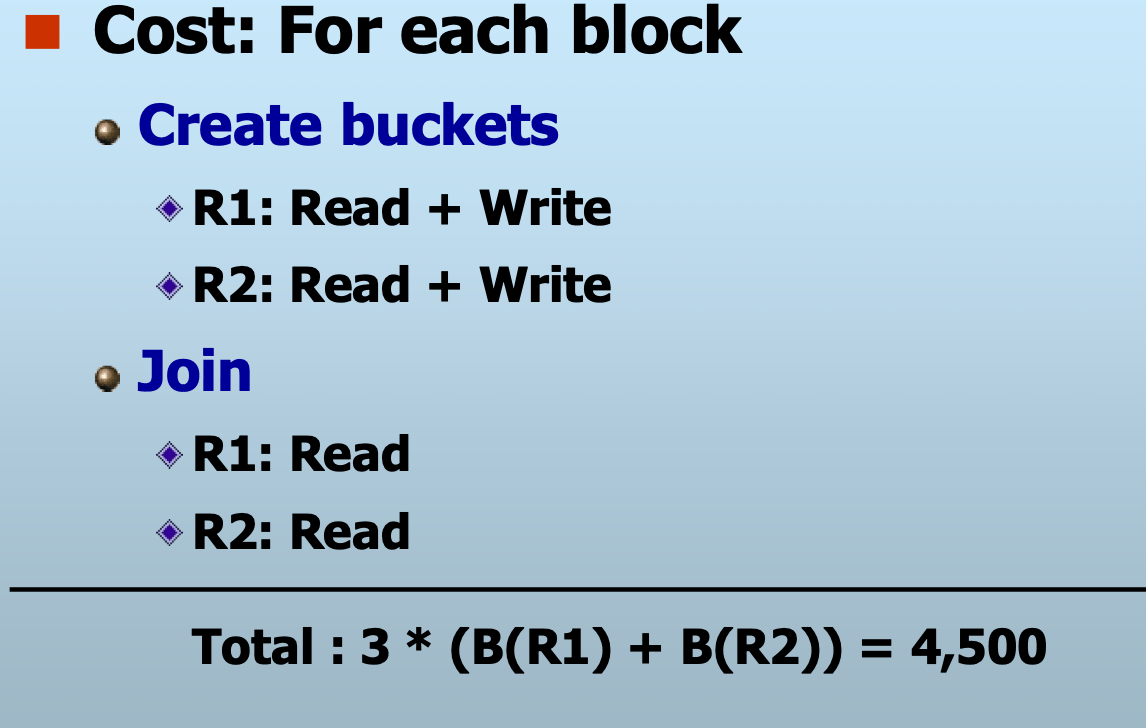 Cost: For each block
Create buckets
R1: Read + Write
R2: Read + Write
Join
R1: Read
R2: Read
Total : 3 * (B(R1) + B(R2)) = 4,500